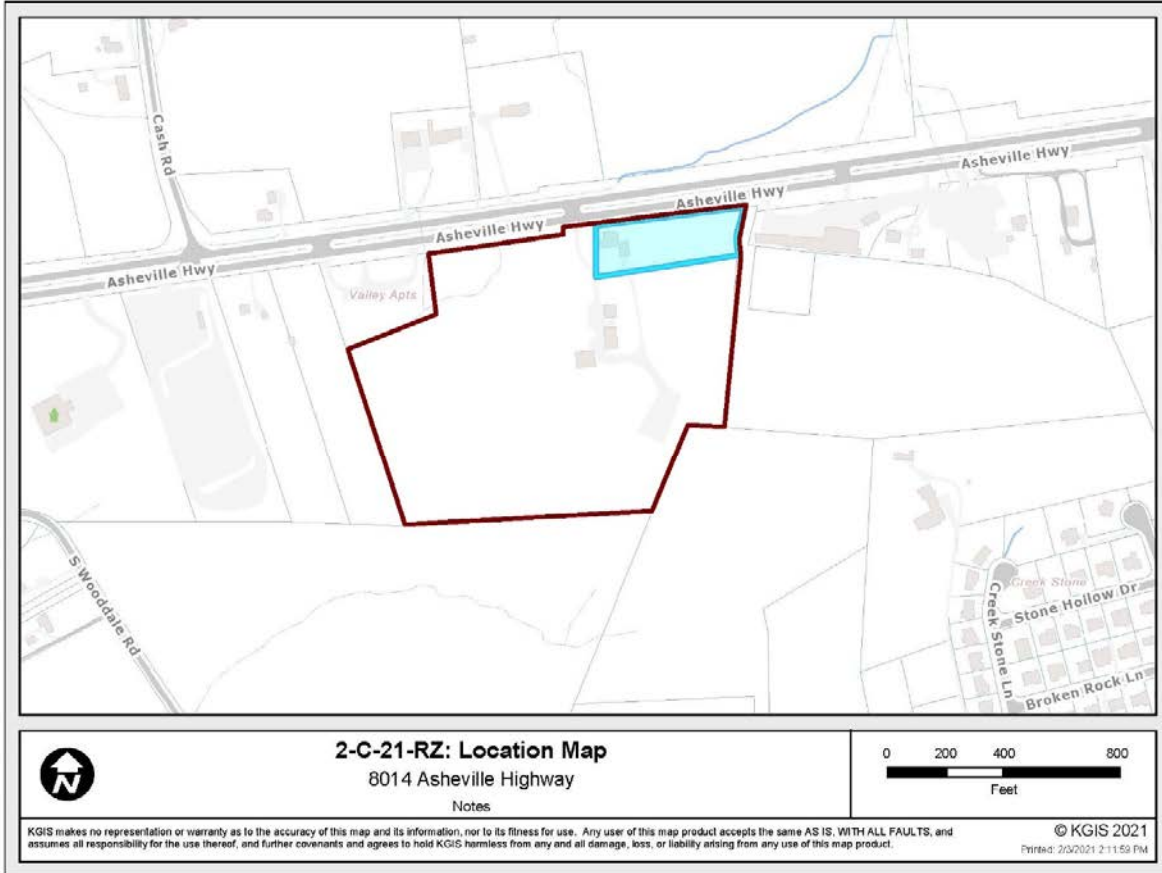 Cash Rd
Asheville Hwy
Asheville Hwy
Asheville Hwy
Asheville Hwy
Valley Apts
S Wooddale Rd
Creek Stone
Stone Hollow Dr
Creek Stone Ln
Broken Rock Ln
N
2-C-21-RZ: Location Map
8014 Asheville Highway
Notes
0 200 400 800
Feet
KGIS makes no representation or warranty as to the accuracy of this map and its information, nor to its fitness for use. Any user of this map product accepts the same AS IS, WITH ALL FAULTS, and
assumes all responsibility for the use thereof, and further covenants and agrees to hold KGIS harmless from any and all damage, loss, or liability arising from any use of this map product.
© KGIS 2021
Printed: 2/3/2021 2:11:59 PM